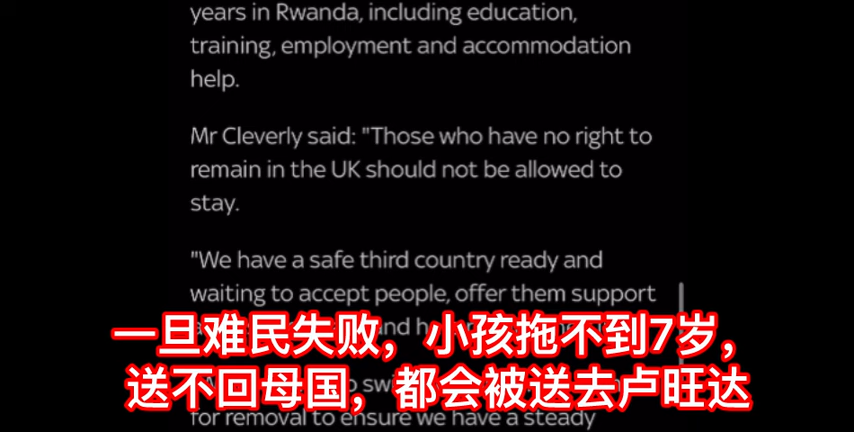 years in Rwanda, including education,
training, employment and accommodation
help.
Mr Cleverly said: "Those who have no right to
remain in the UK should not be allowed to
stay.
"We have a safe third country ready and
waiting to accept people, offer them support
一旦难民失败，小孩拖不到7岁，
送不回母国，都会被送去卢旺达
for removal to ensure we have a steady